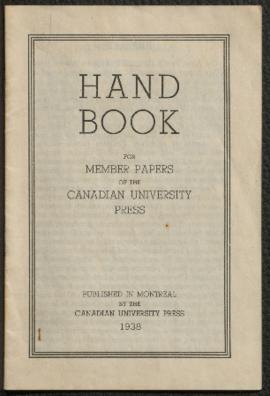 HAND
BOOK
FOR
MEMBER PAPERS
OF THE
CANADIAN UNIVERSITY
PRESS
PUBLISHED IN MONTREAL
BY THE
CANADIAN UNIVERSITY PRESS
1938